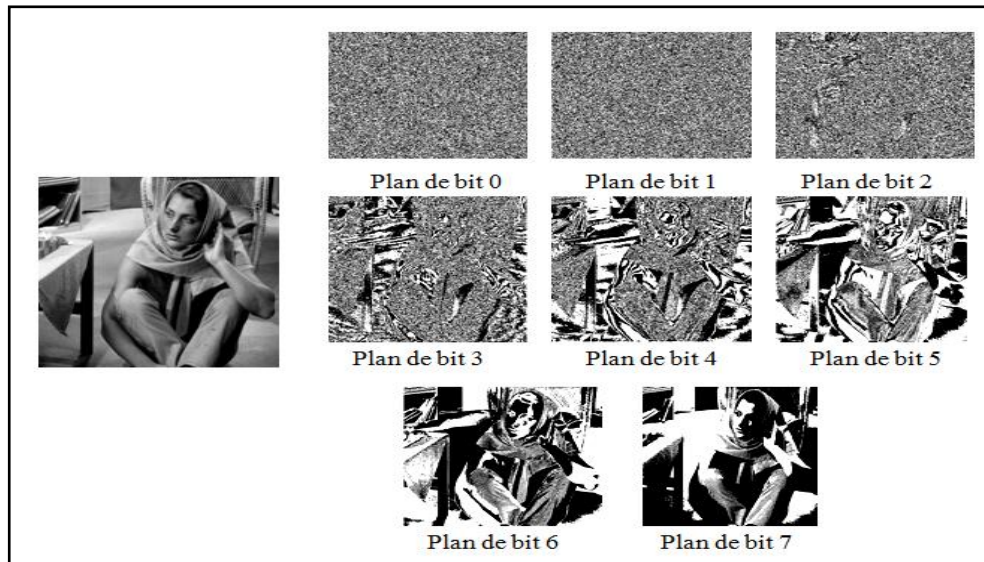 Plan de bit 0
Plan de bit 1
Plan de bit 2
Plan de bit 3
Plan de bit 4
Plan de bit 5
Plan de bit 6
Plan de bit 7